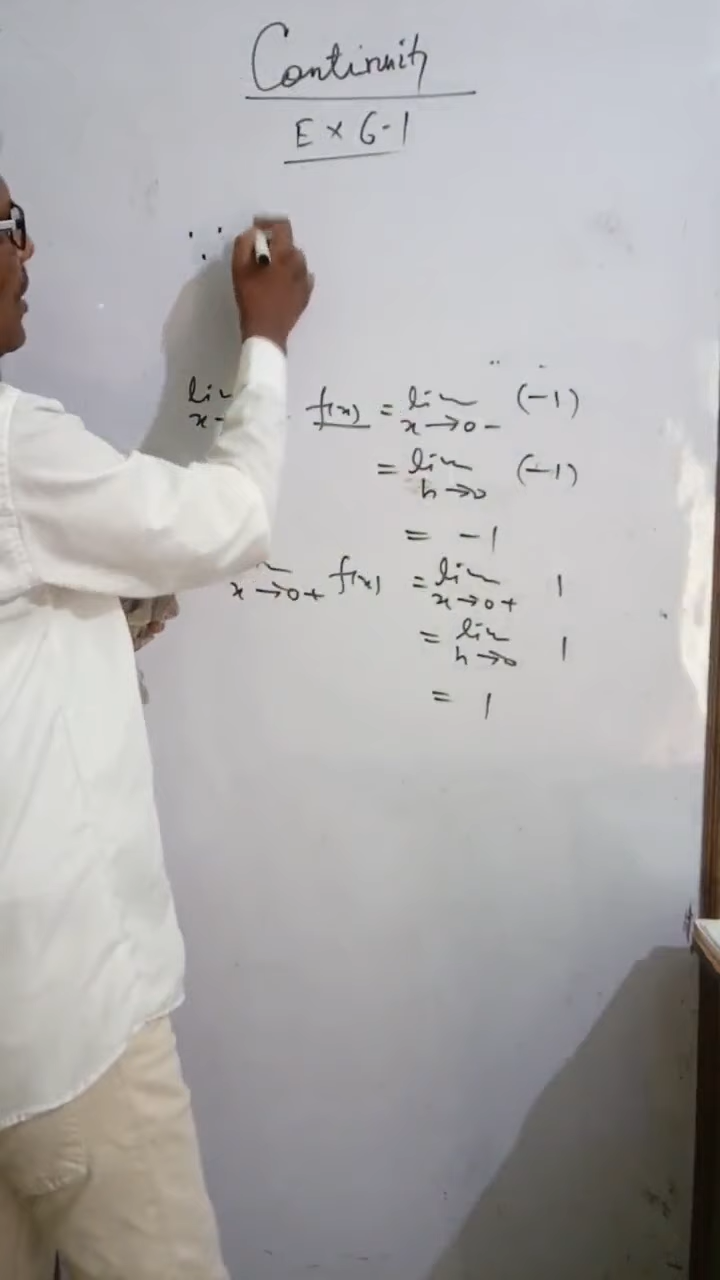 Continuity
Ex 6-1
∵
lim x- f(x) = lim x→0- (-1)
= lim h→0 (-1)
= -1
x→0+ f(x) = lim x→0+ 1
= lim h→0 1
= 1